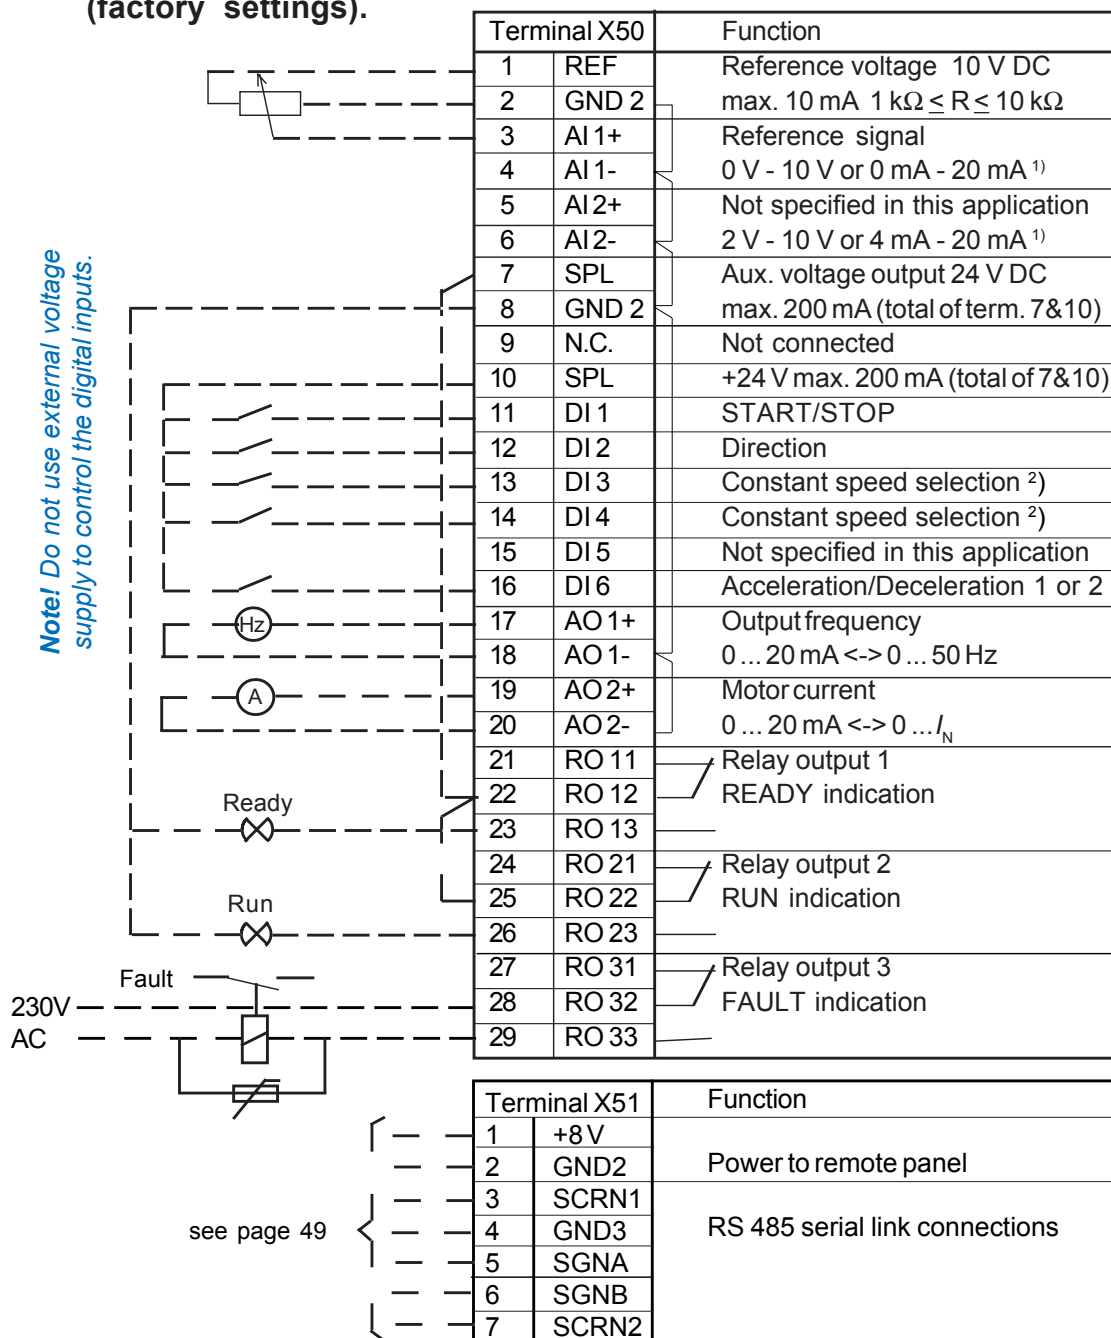 (factory settings).
Terminal X50 Function
1 REF Reference voltage 10 V DC
2 GND 2 max. 10 mA 1 kΩ ≤ R ≤ 10 kΩ
3 AI 1+ Reference signal
4 AI 1- 0 V - 10 V or 0 mA - 20 mA 1)
5 AI 2+ Not specified in this application
6 AI 2- 2 V - 10 V or 4 mA - 20 mA 1)
7 SPL Aux. voltage output 24 V DC
8 GND 2 max. 200 mA (total of term. 7&10)
9 N.C. Not connected
10 SPL +24 V max. 200 mA (total of 7&10)
11 DI 1 START/STOP
12 DI 2 Direction
13 DI 3 Constant speed selection 2)
14 DI 4 Constant speed selection 2)
15 DI 5 Not specified in this application
16 DI 6 Acceleration/Deceleration 1 or 2
Hz 17 AO 1+ Output frequency
18 AO 1- 0 ... 20 mA <-> 0 ... 50 Hz
A 19 AO 2+ Motor current
20 AO 2- 0 ... 20 mA <-> 0 ... IN
21 RO 11 Relay output 1
Ready 22 RO 12 READY indication
23 RO 13
24 RO 21 Relay output 2
Run 25 RO 22 RUN indication
26 RO 23
Fault 27 RO 31 Relay output 3
230V 28 RO 32 FAULT indication
AC 29 RO 33
Note! Do not use external voltage
supply to control the digital inputs.
Terminal X51 Function
1 +8 V
2 GND2 Power to remote panel
3 SCRN1
see page 49 4 GND3 RS 485 serial link connections
5 SGNA
6 SGNB
7 SCRN2